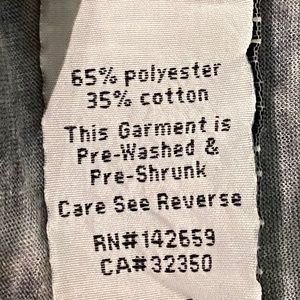 65% polyester
35% cotton
This Garment is
Pre-Washed &
Pre-Shrunk
Care See Reverse
RN#142659
CA#32350